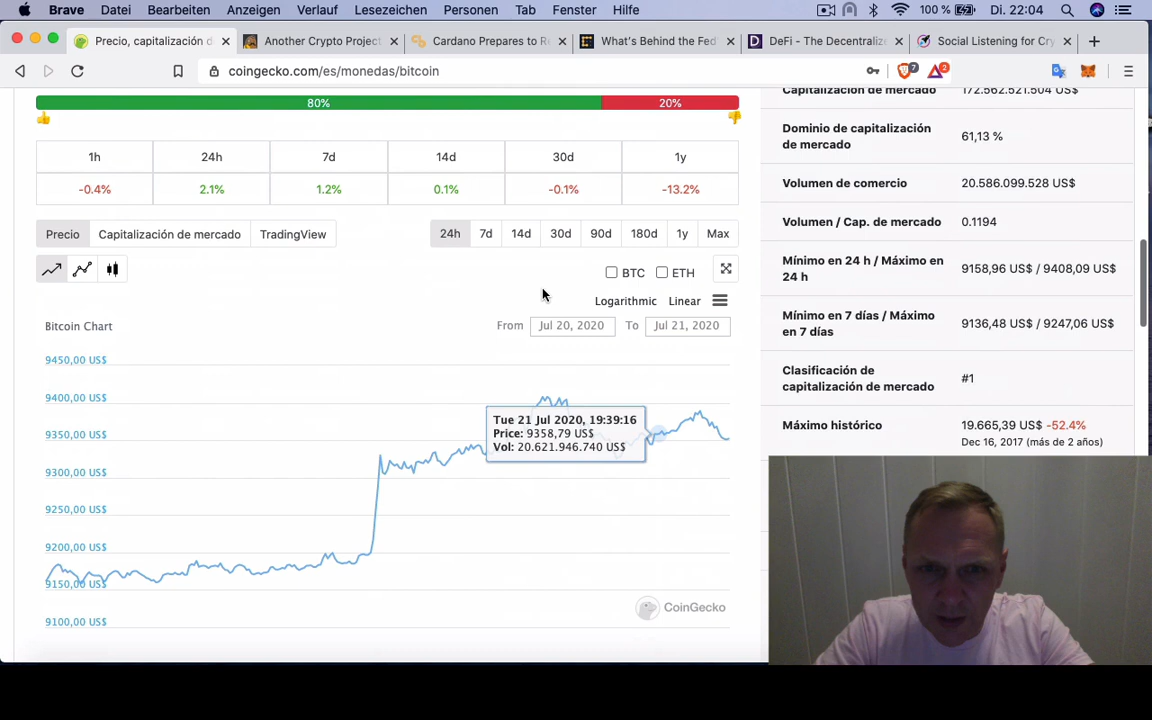 Brave Datei Bearbeiten Anzeigen Verlauf Lesezeichen Personen Tab Fenster Hilfe 100 % Di. 22:04
Precio, capitalización d Another Crypto Project Cardano Prepares to Re What's Behind the Fed DeFi - The Decentralize Social Listening for Cry
coingecko.com/es/monedas/bitcoin 7 2
80% 20%
1h 24h 7d 14d 30d 1y
-0.4% 2.1% 1.2% 0.1% -0.1% -13.2%
Precio Capitalización de mercado TradingView 24h 7d 14d 30d 90d 180d 1y Max
BTC ETH
Logarithmic Linear
Bitcoin Chart From Jul 20, 2020 To Jul 21, 2020
9450,00 US$
9400,00 US$
9350,00 US$
9300,00 US$
9250,00 US$
9200,00 US$
9150,00 US$
9100,00 US$
Tue 21 Jul 2020, 19:39:16
Price: 9358,79 US$
Vol: 20.621.946.740 US$
CoinGecko
Capitalización de mercado 172.562.521.504 US$
Dominio de capitalización
de mercado
61,13 %
Volumen de comercio 20.586.099.528 US$
Volumen / Cap. de mercado 0.1194
Mínimo en 24 h / Máximo en
24 h
9158,96 US$ / 9408,09 US$
Mínimo en 7 días / Máximo
en 7 días
9136,48 US$ / 9247,06 US$
Clasificación de
capitalización de mercado
#1
Máximo histórico 19.665,39 US$ -52.4%
Dec 16, 2017 (más de 2 años)